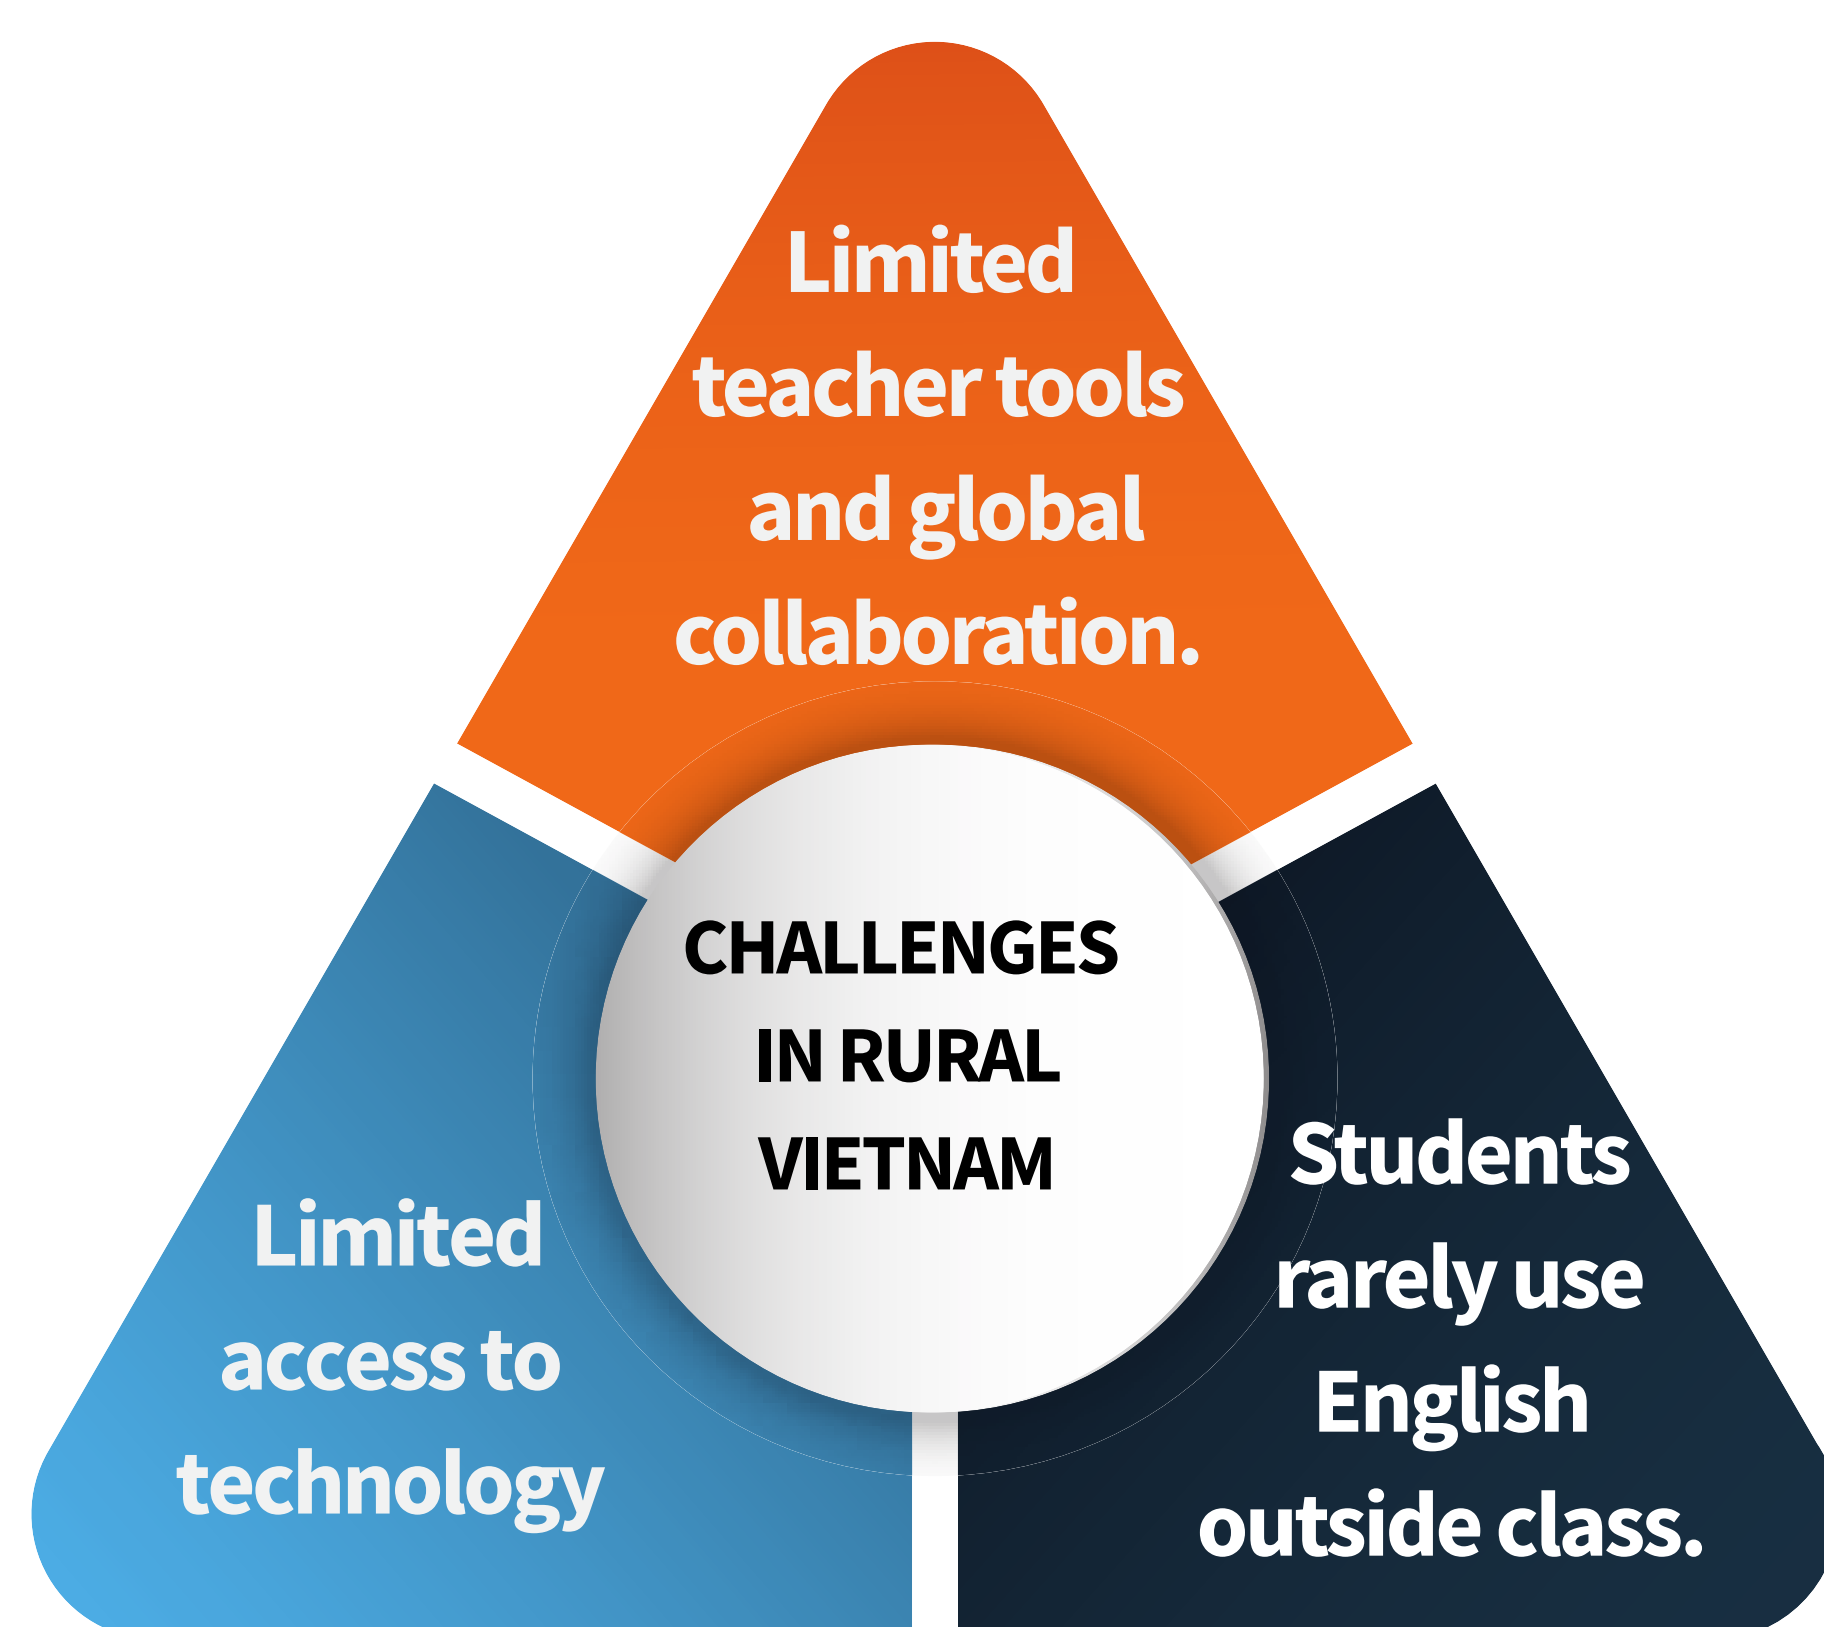 Limited
teacher tools
and global
collaboration.
CHALLENGES
IN RURAL
VIETNAM
Limited
access to
technology
Students
rarely use
English
outside class.